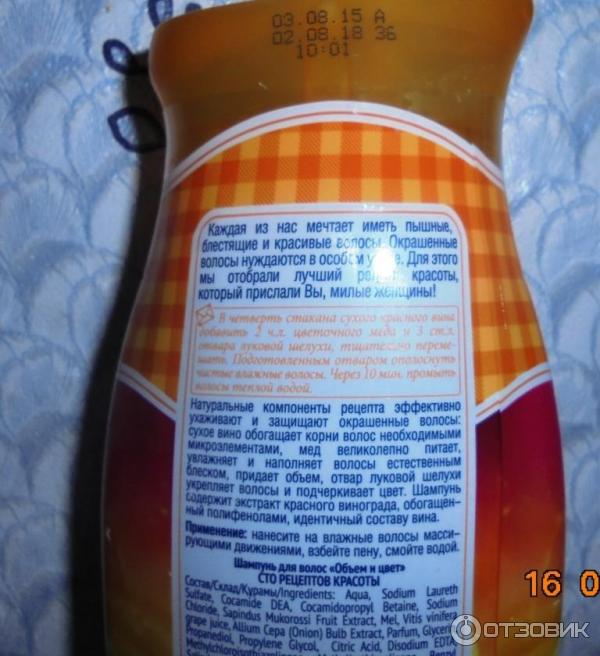 03.08.15 A
02.08.18 36
10:01
Каждая из нас мечтает иметь пышные,
блестящие и красивые волосы. Окрашенные
волосы нуждаются в особом уходе. Для этого
мы отобрали лучший рецепт красоты,
который прислали Вы, милые женщины!
В четверть стакана сухого красного вина
добавить 2 ч.л. цветочного меда и 3 ст.л.
отвара луковой шелухи, тщательно переме-
шать. Подготовленным отваром ополоснуть
чистые влажные волосы. Через 10 мин. промыть
волосы теплой водой.
Натуральные компоненты рецепта эффективно
ухаживают и защищают окрашенные волосы:
сухое вино обогащает корни волос необходимыми
микроэлементами, мед великолепно питает,
увлажняет и наполняет волосы естественным
блеском, придает объем, отвар луковой шелухи
укрепляет волосы и подчеркивает цвет. Шампунь
содержит экстракт красного винограда, обогащен-
ный полифенолами, идентичный составу вина.
Применение: нанесите на влажные волосы масси-
рующими движениями, взбейте пену, смойте водой.
Шампунь для волос «Объем и цвет»
СТО РЕЦЕПТОВ КРАСОТЫ
Состав/Склад/Құрамы/Ingredients: Aqua, Sodium Laureth
Sulfate, Cocamide DEA, Cocamidopropyl Betaine, Sodium
Chloride, Sapindus Mukorossi Fruit Extract, Mel, Vitis vinifera
grape juice, Allium Cepa (Onion) Bulb Extract, Parfum, Glycerin
Propanediol, Propylene Glycol, Citric Acid, Disodium EDTA
16 0
ОТЗОВИК